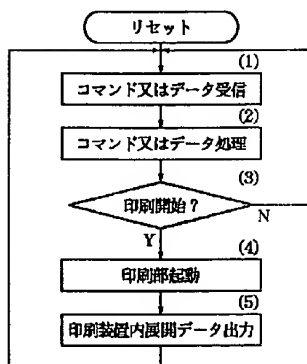 リセット
(1)
コマンド又はデータ受信
(2)
コマンド又はデータ処理
(3)
印刷開始?
N
Y
(4)
印刷部起動
(5)
印刷装置内展開データ出力